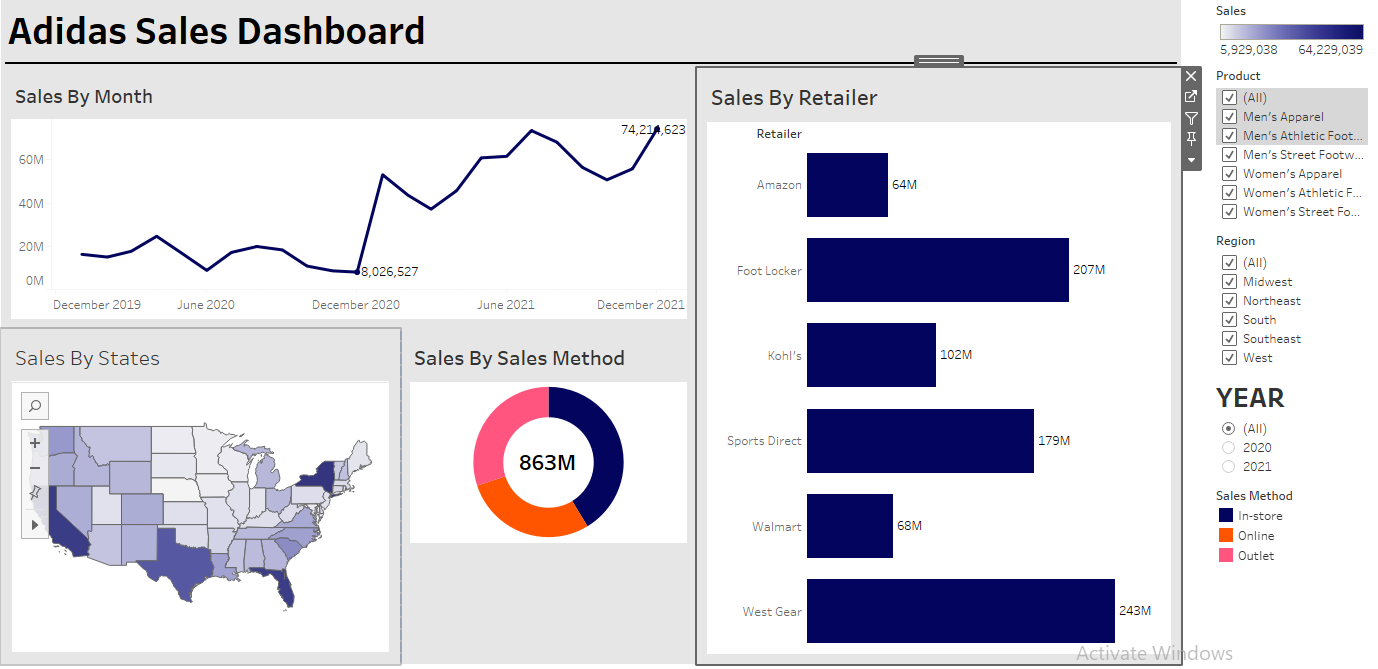 Adidas Sales Dashboard
Sales By Month
74,214,623
60M
40M
20M
0M
8,026,527
December 2019
June 2020
December 2020
June 2021
December 2021
Sales By States
Sales By Sales Method
863M
Sales By Retailer
Retailer
Amazon
64M
Foot Locker
207M
Kohl's
102M
Sports Direct
179M
Walmart
68M
West Gear
243M
Sales
5,929,038 64,229,039
Product
(All)
Men's Apparel
Men's Athletic Foot...
Men's Street Footw...
Women's Apparel
Women's Athletic F...
Women's Street Fo...
Region
(All)
Midwest
Northeast
South
Southeast
West
YEAR
(All)
2020
2021
Sales Method
In-store
Online
Outlet
Activate Windows